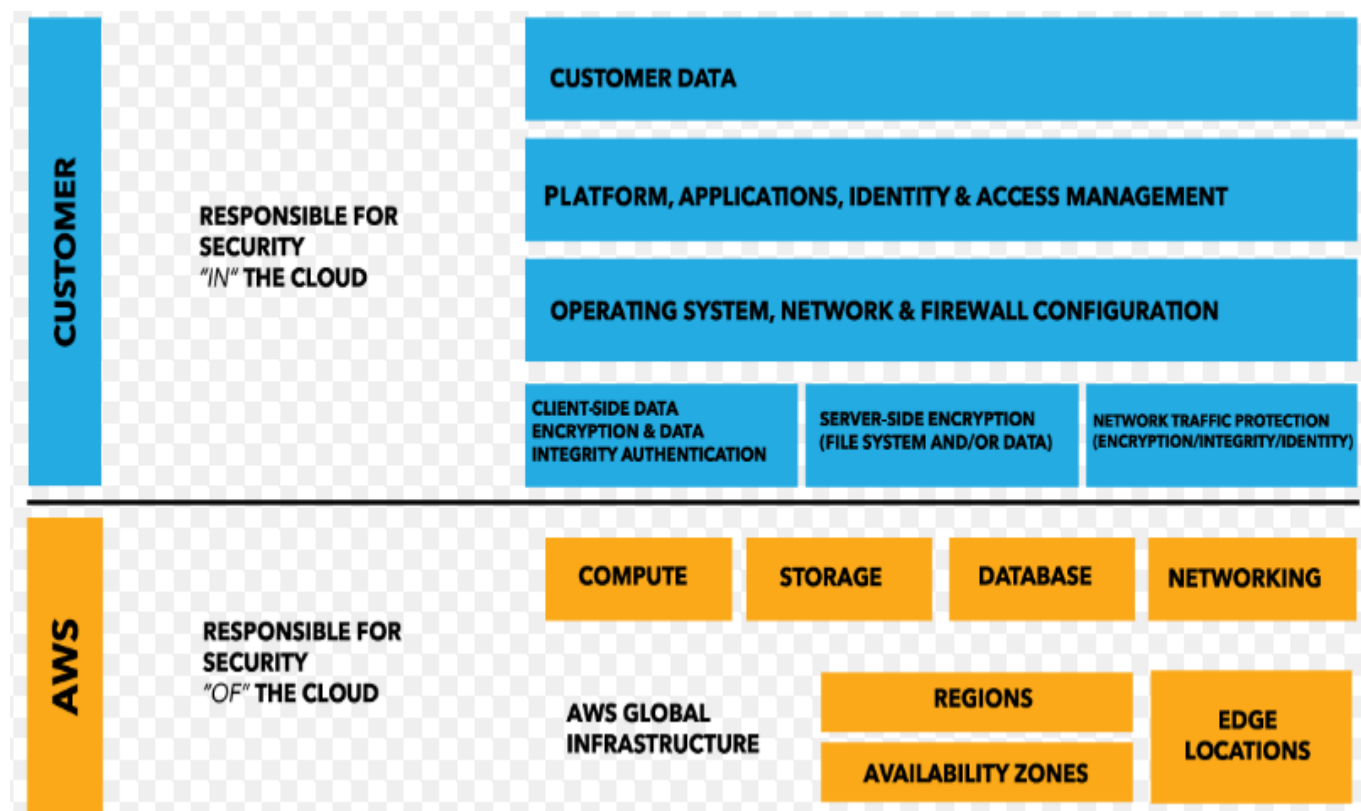 CUSTOMER
RESPONSIBLE FOR
SECURITY
"IN" THE CLOUD
CUSTOMER DATA
PLATFORM, APPLICATIONS, IDENTITY & ACCESS MANAGEMENT
OPERATING SYSTEM, NETWORK & FIREWALL CONFIGURATION
CLIENT-SIDE DATA
ENCRYPTION & DATA
INTEGRITY AUTHENTICATION
SERVER-SIDE ENCRYPTION
(FILE SYSTEM AND/OR DATA)
NETWORK TRAFFIC PROTECTION
(ENCRYPTION/INTEGRITY/IDENTITY)
AWS
RESPONSIBLE FOR
SECURITY
"OF" THE CLOUD
COMPUTE
STORAGE
DATABASE
NETWORKING
AWS GLOBAL
INFRASTRUCTURE
REGIONS
AVAILABILITY ZONES
EDGE
LOCATIONS